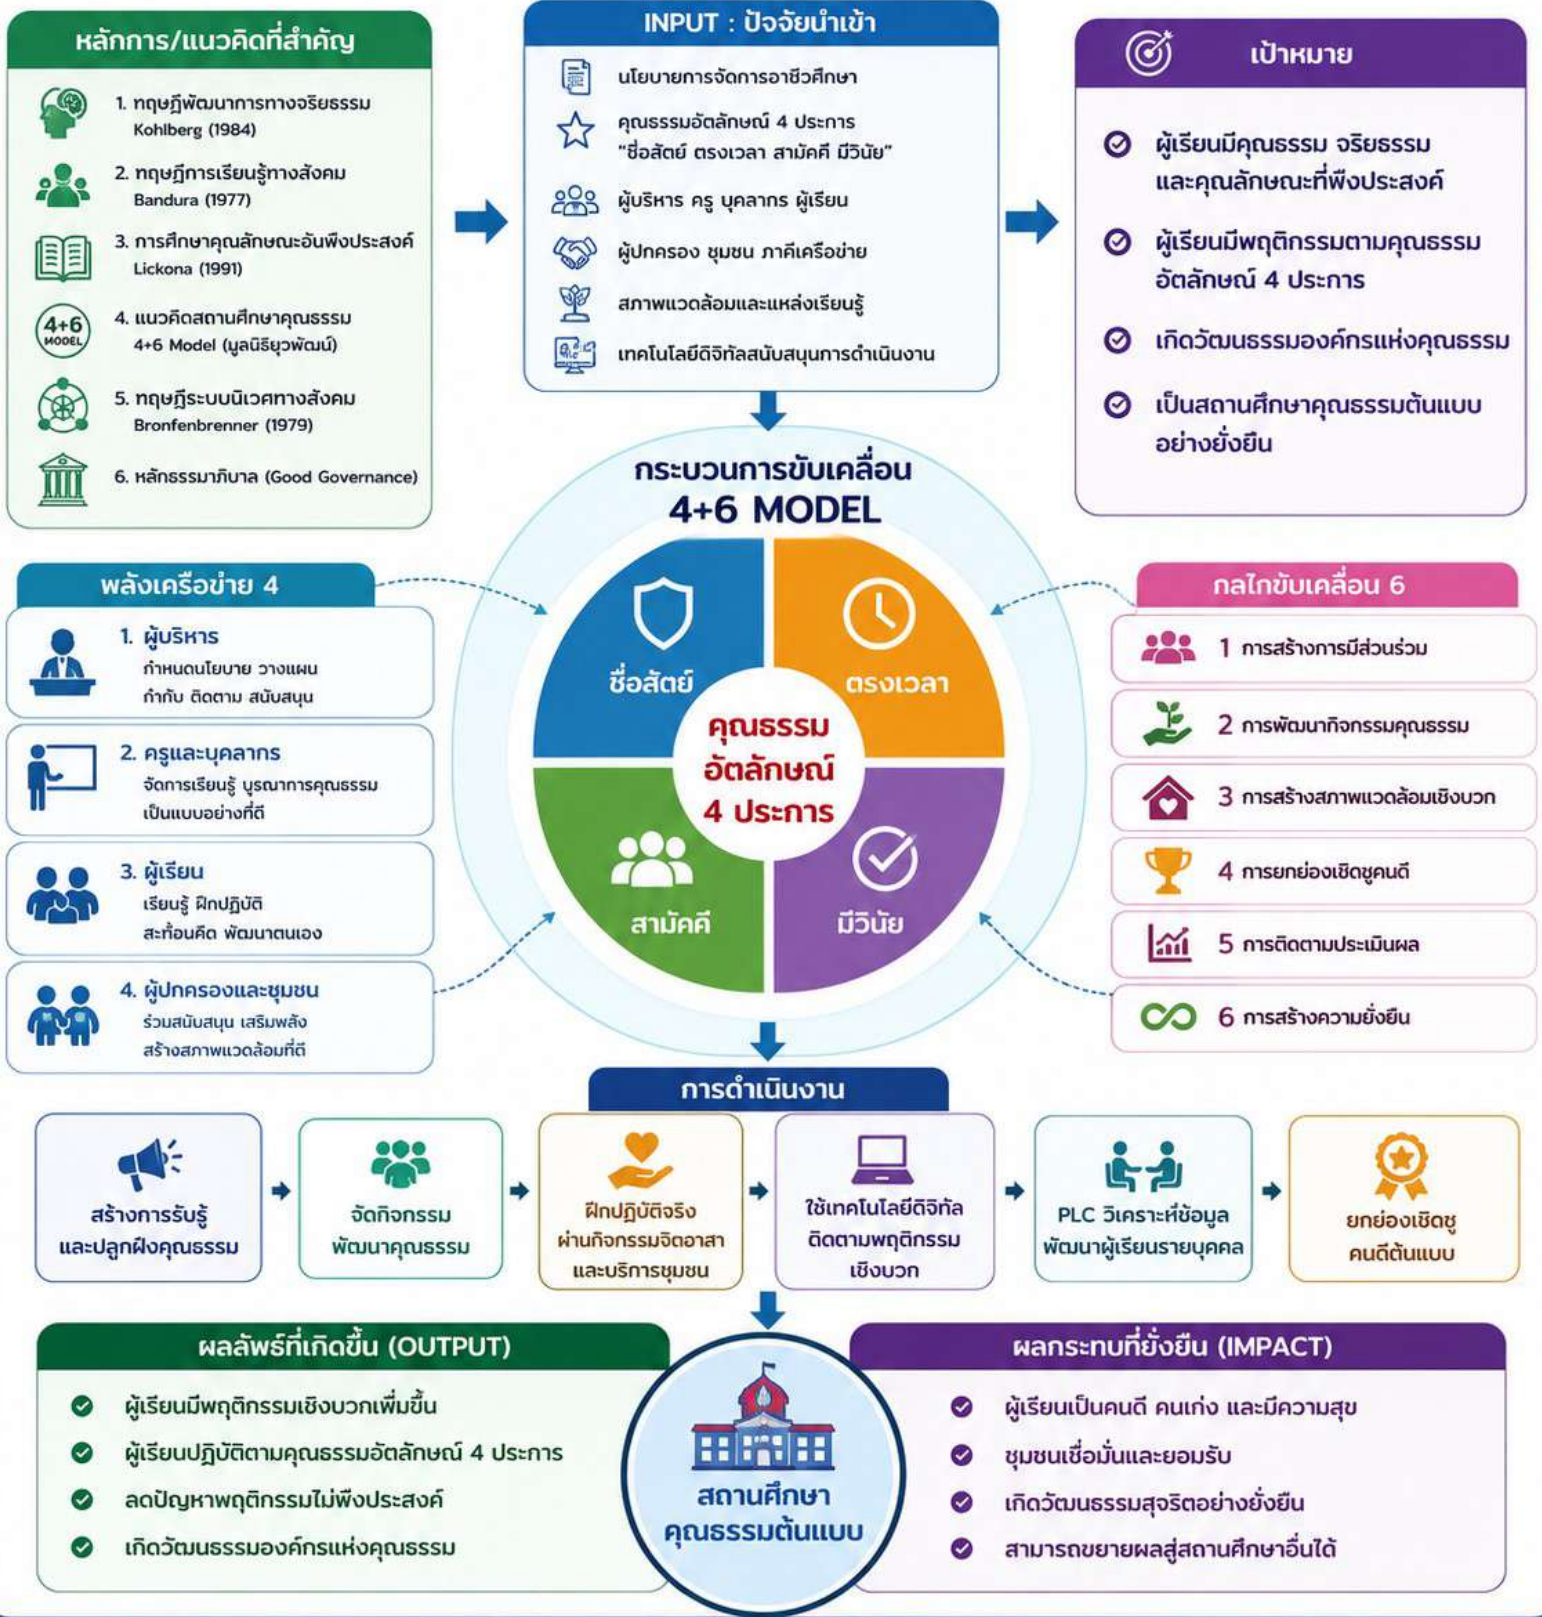 หลักการ/แนวคิดที่สำคัญ
1. ทฤษฎีพัฒนาการทางจริยธรรม
Kohlberg (1984)
2. ทฤษฎีการเรียนรู้ทางสังคม
Bandura (1977)
3. การศึกษาคุณลักษณะอันพึงประสงค์
Lickona (1991)
4+6
MODEL
4. แนวคิดสถานศึกษาคุณธรรม
4+6 Model (มูลนิธิยุวพัฒน์)
5. ทฤษฎีระบบนิเวศทางสังคม
Bronfenbrenner (1979)
6. หลักธรรมาภิบาล (Good Governance)
INPUT : ปัจจัยนำเข้า
นโยบายการจัดการอาชีวศึกษา
คุณธรรมอัตลักษณ์ 4 ประการ
“ซื่อสัตย์ ตรงเวลา สามัคคี มีวินัย”
ผู้บริหาร ครู บุคลากร ผู้เรียน
ผู้ปกครอง ชุมชน ภาคีเครือข่าย
สภาพแวดล้อมและแหล่งเรียนรู้
เทคโนโลยีดิจิทัลสนับสนุนการดำเนินงาน
เป้าหมาย
ผู้เรียนมีคุณธรรม จริยธรรม
และคุณลักษณะที่พึงประสงค์
ผู้เรียนมีพฤติกรรมตามคุณธรรม
อัตลักษณ์ 4 ประการ
เกิดวัฒนธรรมองค์กรแห่งคุณธรรม
เป็นสถานศึกษาคุณธรรมต้นแบบ
อย่างยั่งยืน
กระบวนการขับเคลื่อน
4+6 MODEL
ซื่อสัตย์
ตรงเวลา
คุณธรรม
อัตลักษณ์
4 ประการ
สามัคคี
มีวินัย
พลังเครือข่าย 4
1. ผู้บริหาร
กำหนดนโยบาย วางแผน
กำกับ ติดตาม สนับสนุน
2. ครูและบุคลากร
จัดการเรียนรู้ บูรณาการคุณธรรม
เป็นแบบอย่างที่ดี
3. ผู้เรียน
เรียนรู้ ฝึกปฏิบัติ
สะท้อนคิด พัฒนาตนเอง
4. ผู้ปกครองและชุมชน
ร่วมสนับสนุน เสริมพลัง
สร้างสภาพแวดล้อมที่ดี
กลไกขับเคลื่อน 6
1 การสร้างการมีส่วนร่วม
2 การพัฒนากิจกรรมคุณธรรม
3 การสร้างสภาพแวดล้อมเชิงบวก
4 การยกย่องเชิดชูคนดี
5 การติดตามประเมินผล
6 การสร้างความยั่งยืน
การดำเนินงาน
สร้างการรับรู้
และปลูกฝังคุณธรรม
จัดกิจกรรม
พัฒนาคุณธรรม
ฝึกปฏิบัติจริง
ผ่านกิจกรรมจิตอาสา
และบริการชุมชน
ใช้เทคโนโลยีดิจิทัล
ติดตามพฤติกรรม
เชิงบวก
PLC วิเคราะห์ข้อมูล
พัฒนาผู้เรียนรายบุคคล
ยกย่องเชิดชู
คนดีต้นแบบ
ผลลัพธ์ที่เกิดขึ้น (OUTPUT)
ผู้เรียนมีพฤติกรรมเชิงบวกเพิ่มขึ้น
ผู้เรียนปฏิบัติตามคุณธรรมอัตลักษณ์ 4 ประการ
ลดปัญหาพฤติกรรมไม่พึงประสงค์
เกิดวัฒนธรรมองค์กรแห่งคุณธรรม
สถานศึกษา
คุณธรรมต้นแบบ
ผลกระทบที่ยั่งยืน (IMPACT)
ผู้เรียนเป็นคนดี คนเก่ง และมีความสุข
ชุมชนเชื่อมั่นและยอมรับ
เกิดวัฒนธรรมสุจริตอย่างยั่งยืน
สามารถขยายผลสู่สถานศึกษาอื่นได้